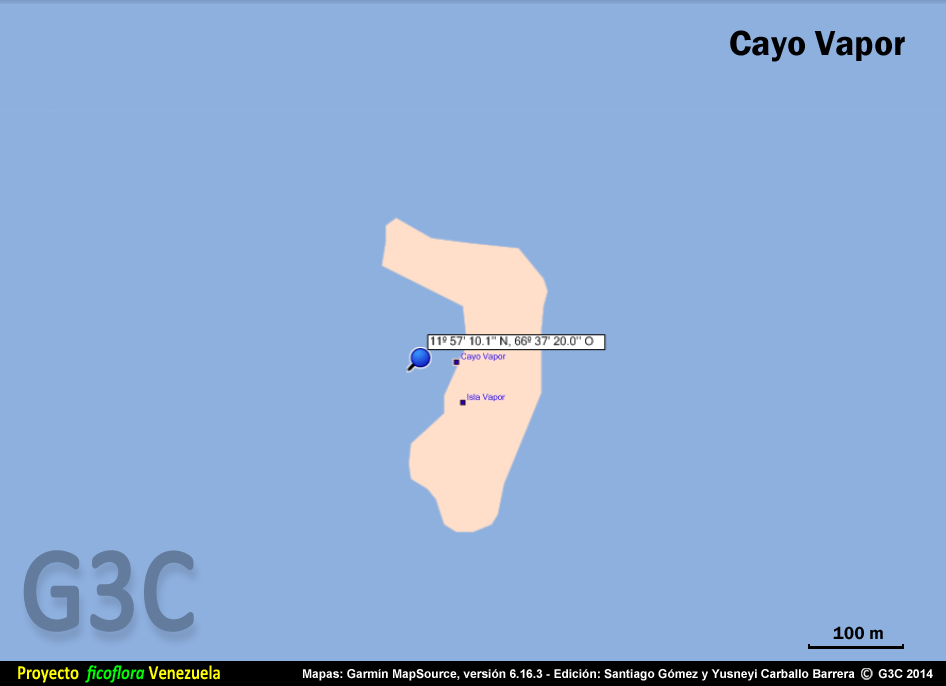 Cayo Vapor
11º 57' 10.1" N, 66º 37' 20.0" O
Cayo Vapor
Isla Vapor
G3C
100 m
Proyecto ficoflora Venezuela
Mapas: Garmin MapSource, versión 6.16.3 - Edición: Santiago Gómez y Yusneyi Carballo Barrera © G3C 2014